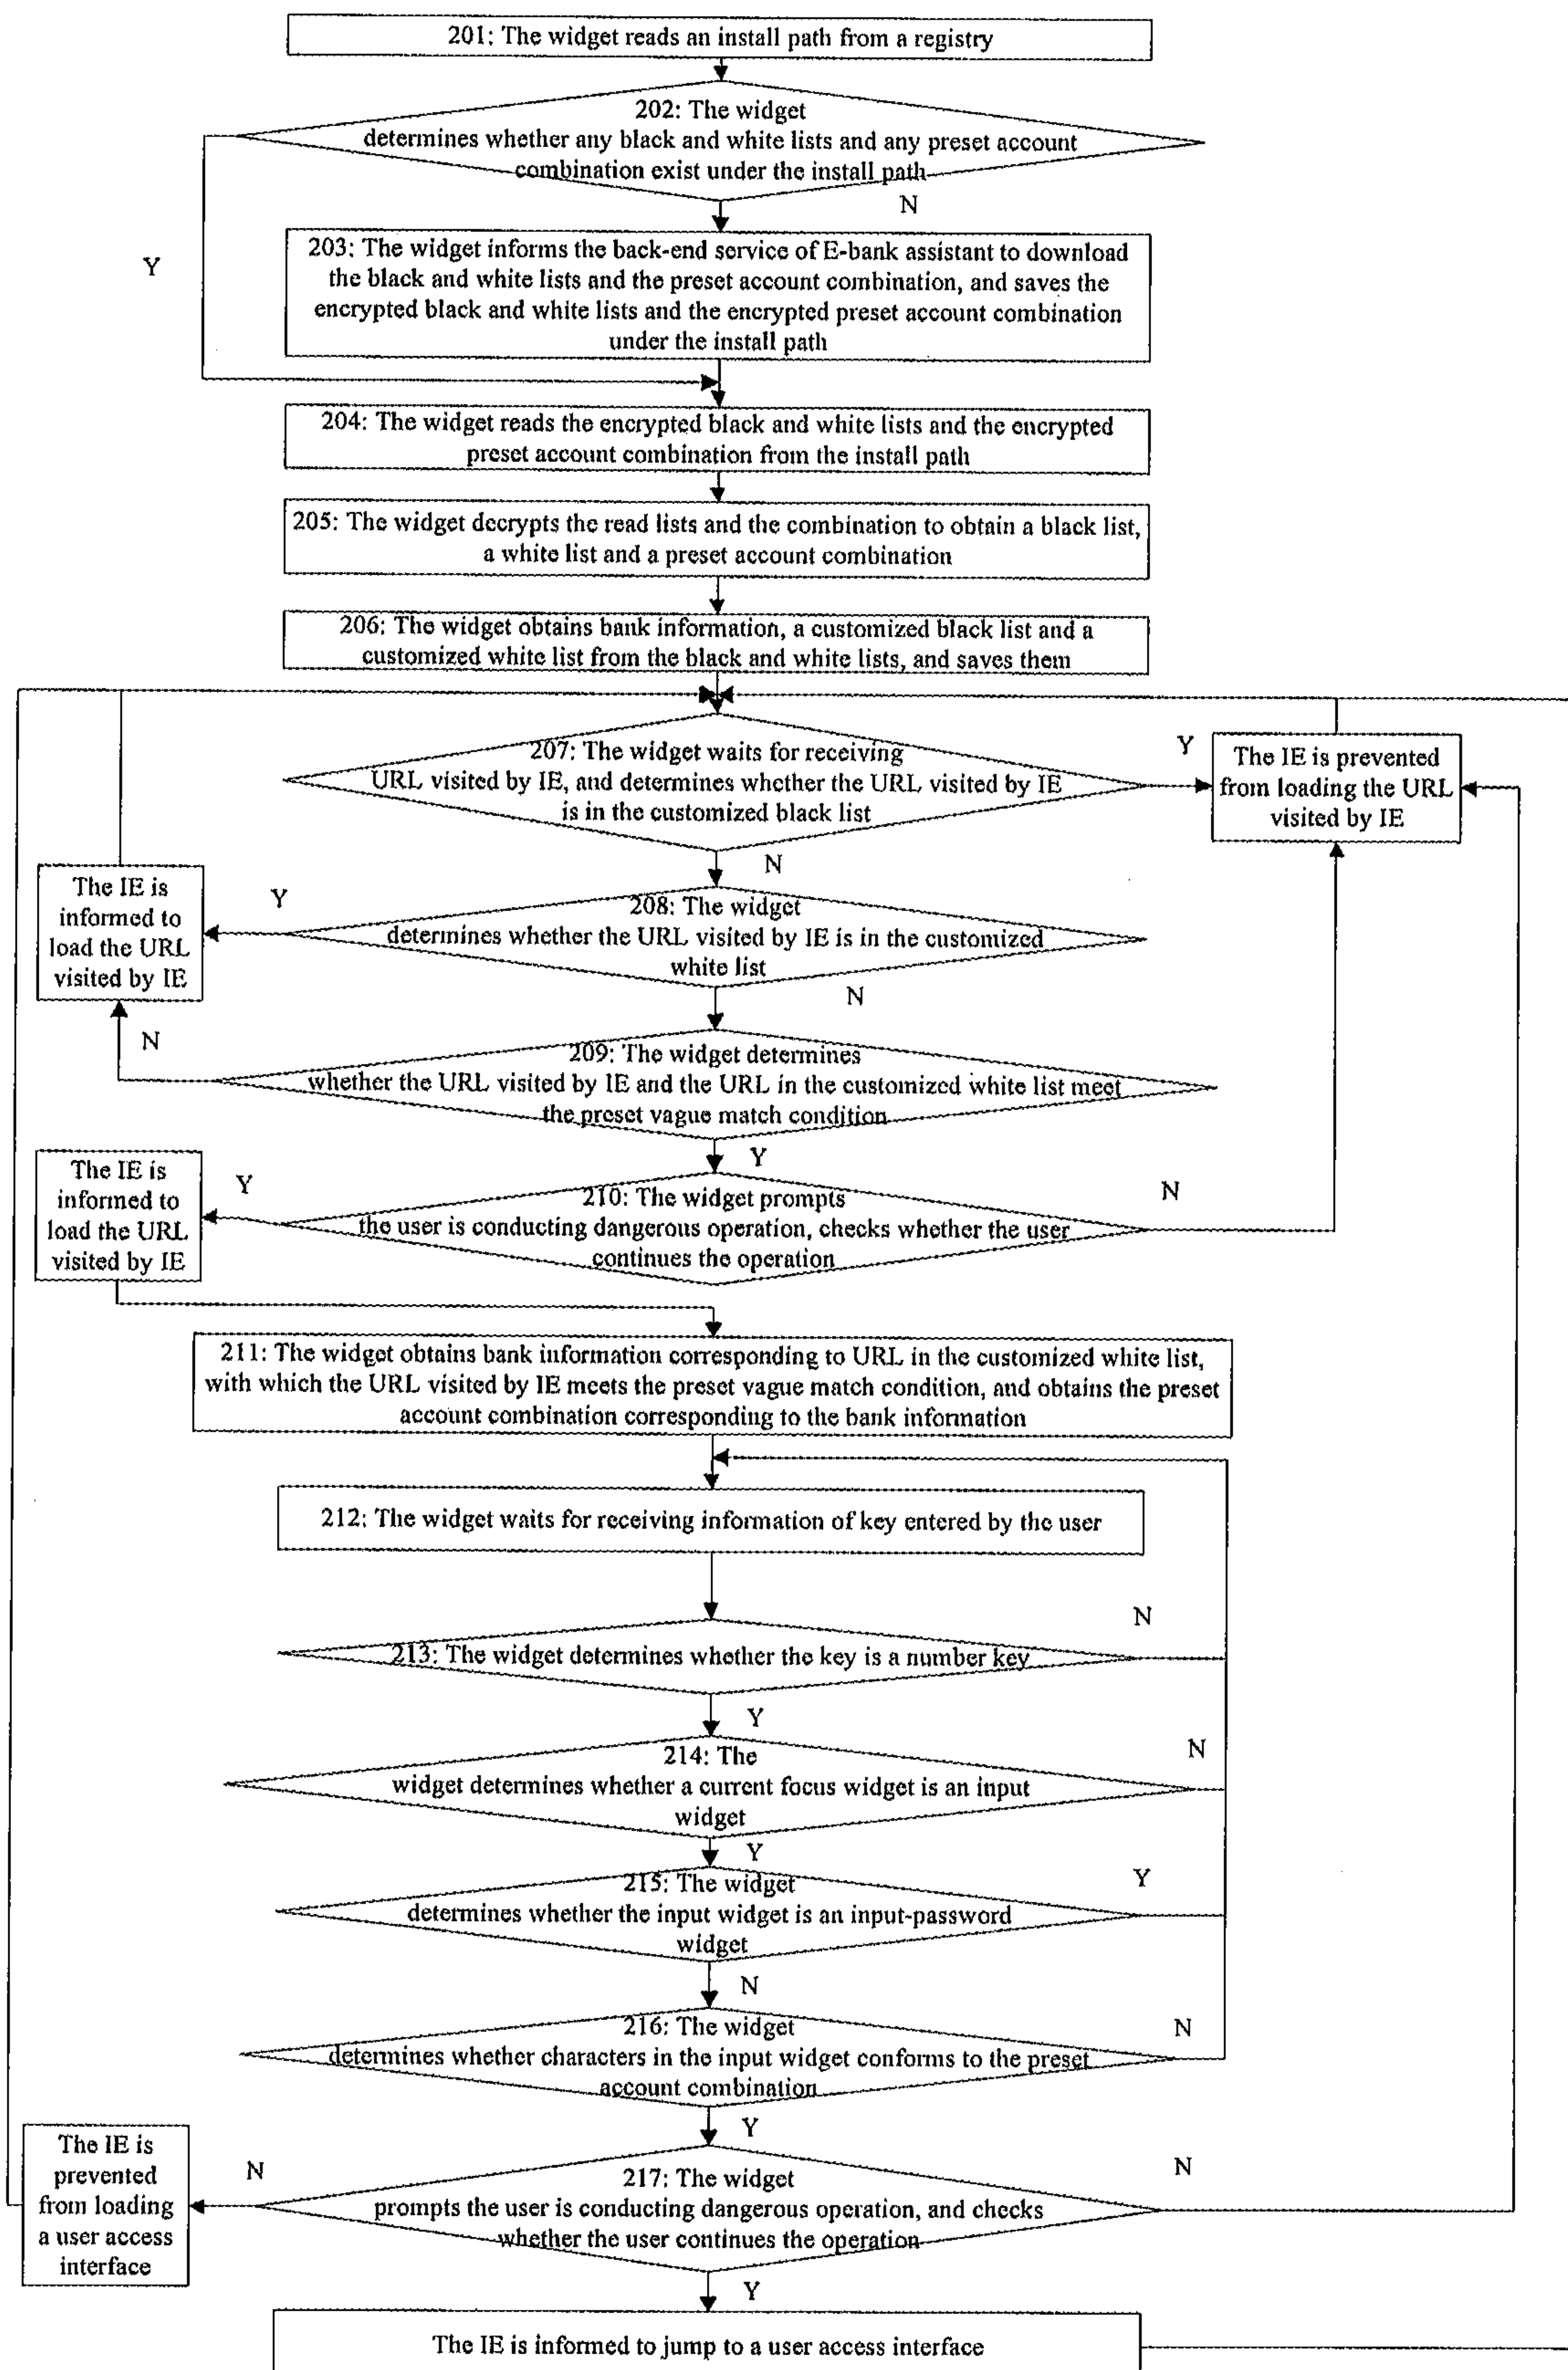 201: The widget reads an install path from a registry
202: The widget
determines whether any black and white lists and any preset account
combination exist under the install path
N
Y
203: The widget informs the back-end service of E-bank assistant to download
the black and white lists and the preset account combination, and saves the
encrypted black and white lists and the encrypted preset account combination
under the install path
204: The widget reads the encrypted black and white lists and the encrypted
preset account combination from the install path
205: The widget decrypts the read lists and the combination to obtain a black list,
a white list and a preset account combination
206: The widget obtains bank information, a customized black list and a
customized white list from the black and white lists, and saves them
207: The widget waits for receiving
URL visited by IE, and determines whether the URL visited by IE
is in the customized black list
Y
The IE is prevented
from loading the URL
visited by IE
N
The IE is
informed to
load the URL
visited by IE
Y
208: The widget
determines whether the URL visited by IE is in the customized
white list
N
N
209: The widget determines
whether the URL visited by IE and the URL in the customized white list meet
the preset vague match condition
Y
The IE is
informed to
load the URL
visited by IE
Y
210: The widget prompts
the user is conducting dangerous operation, checks whether the user
continues the operation
N
211: The widget obtains bank information corresponding to URL in the customized white list,
with which the URL visited by IE meets the preset vague match condition, and obtains the preset
account combination corresponding to the bank information
212: The widget waits for receiving information of key entered by the user
N
213: The widget determines whether the key is a number key
Y
N
214: The
widget determines whether a current focus widget is an input
widget
Y
Y
215: The widget
determines whether the input widget is an input-password
widget
N
N
216: The widget
determines whether characters in the input widget conforms to the preset
account combination
Y
The IE is
prevented
from loading
a user access
interface
N
217: The widget
prompts the user is conducting dangerous operation, and checks
whether the user continues the operation
N
Y
The IE is informed to jump to a user access interface